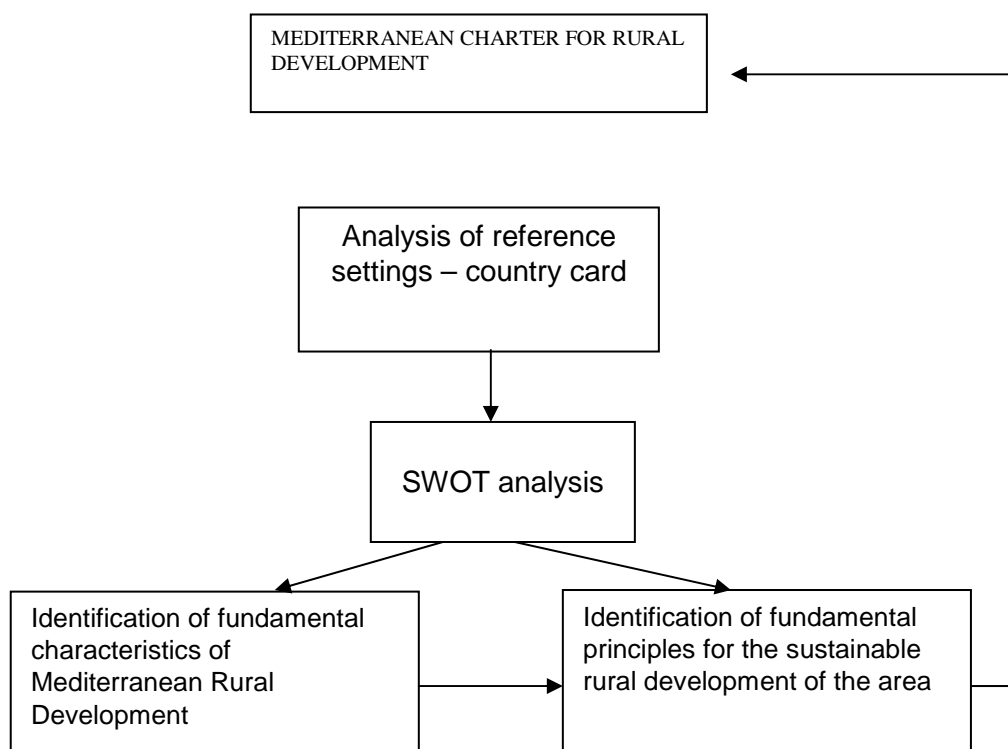 MEDITERRANEAN CHARTER FOR RURAL
DEVELOPMENT
Analysis of reference
settings – country card
SWOT analysis
Identification of fundamental
characteristics of
Mediterranean Rural
Development
Identification of fundamental
principles for the sustainable
rural development of the area